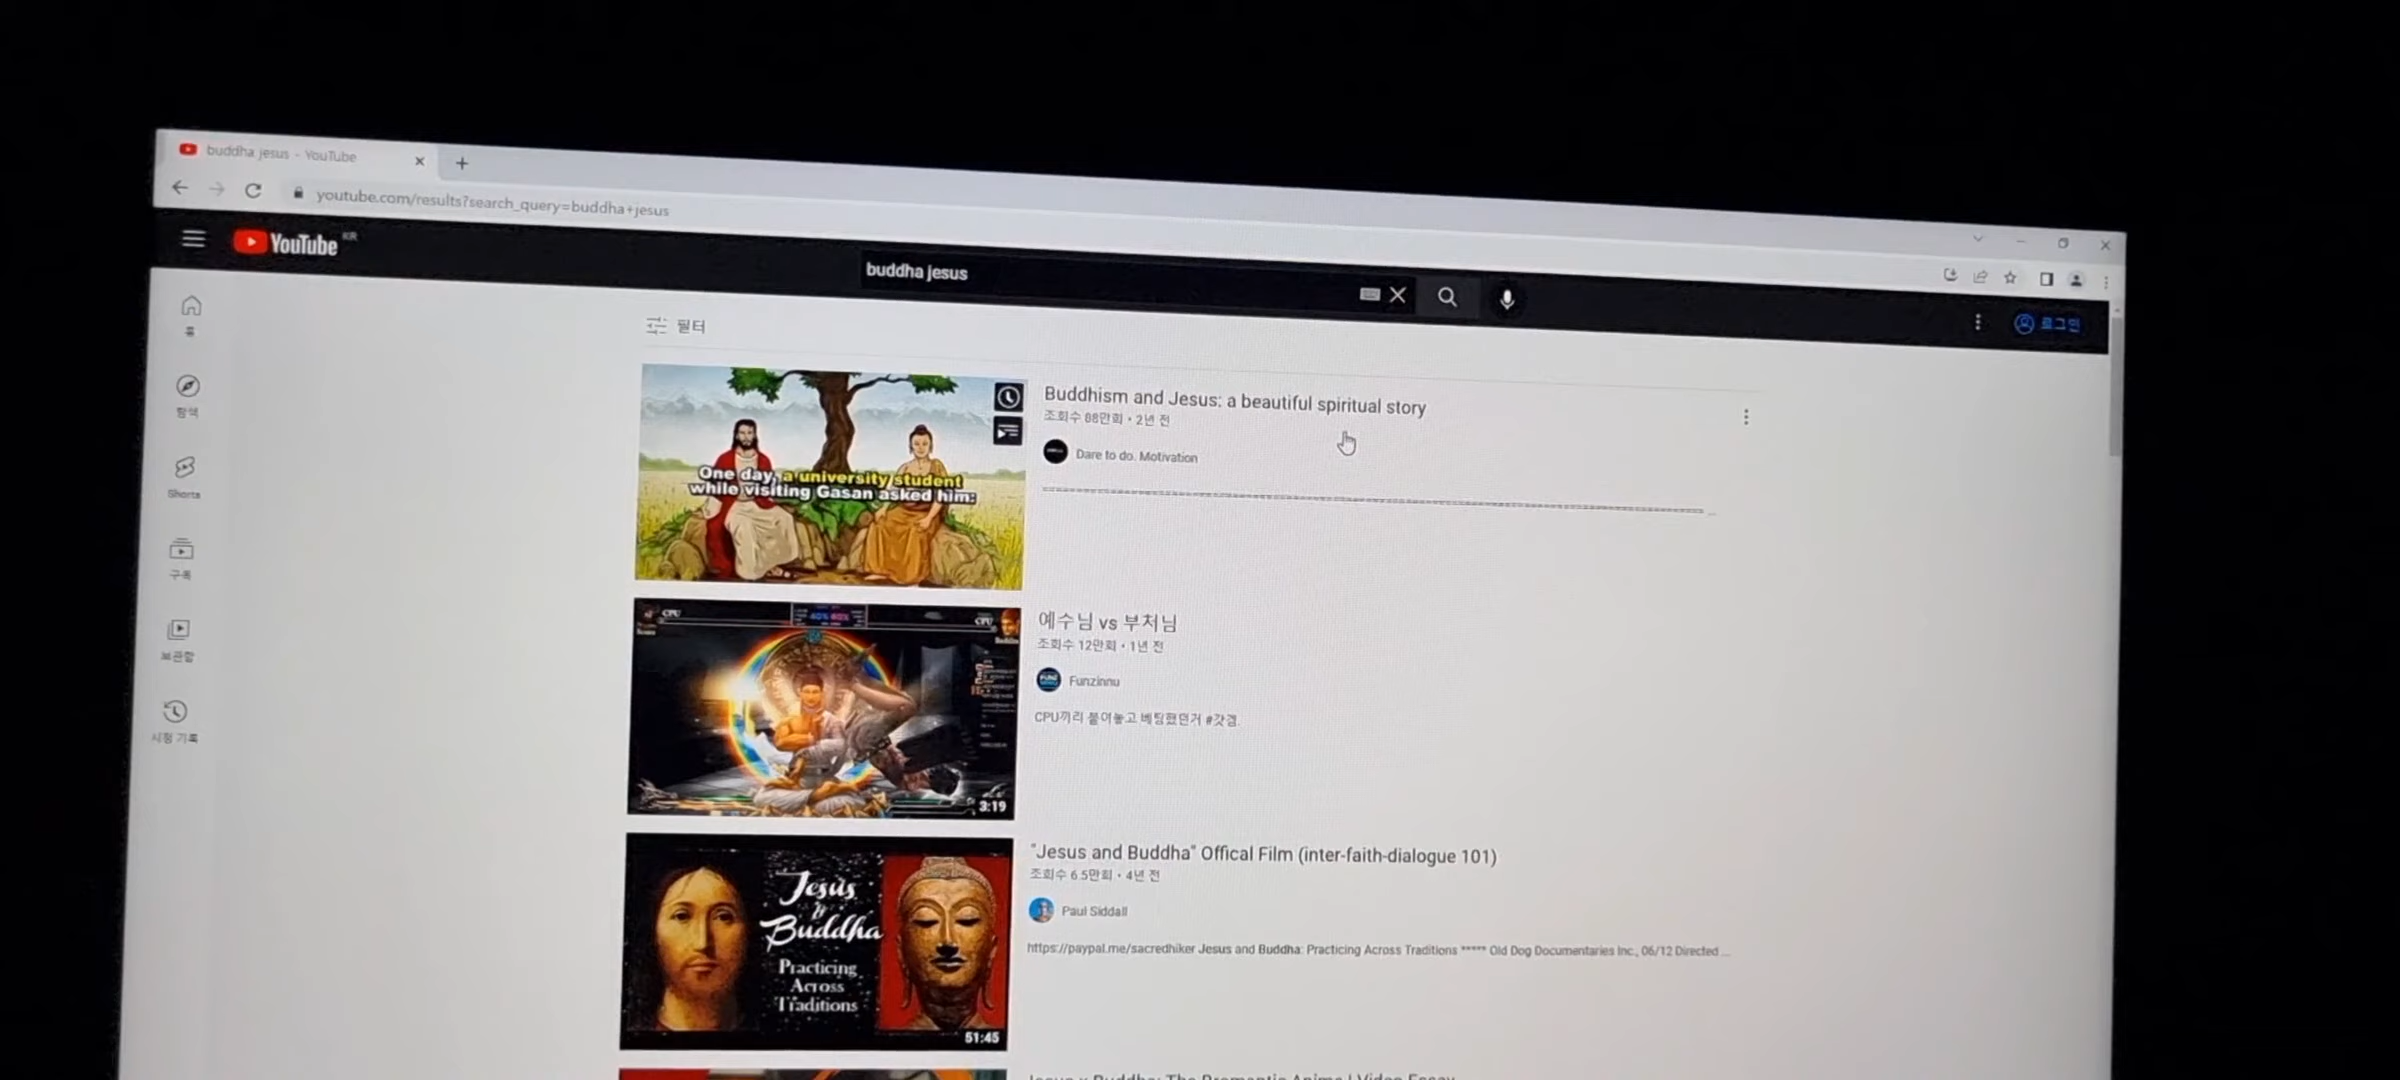 buddha jesus - YouTube
youtube.com/results?search_query=buddha+jesus
YouTube KR
buddha jesus
로그인
홈
탐색
Shorts
구독
보관함
시청 기록
필터
One day, a university student
while visiting Gasan asked him:
Buddhism and Jesus: a beautiful spiritual story
조회수 88만회 • 2년 전
Dare to do. Motivation
CPU
CPU
3:19
예수님 vs 부처님
조회수 12만회 • 1년 전
Funzinnu
CPU끼리 붙여놓고 베팅했던거 #갓겜.
Jesus
&
Buddha
Practicing
Across
Traditions
51:45
"Jesus and Buddha" Offical Film (inter-faith-dialogue 101)
조회수 6.5만회 • 4년 전
Paul Siddall
https://paypal.me/sacredhiker Jesus and Buddha: Practicing Across Traditions ***** Old Dog Documentaries Inc., 06/12 Directed ...